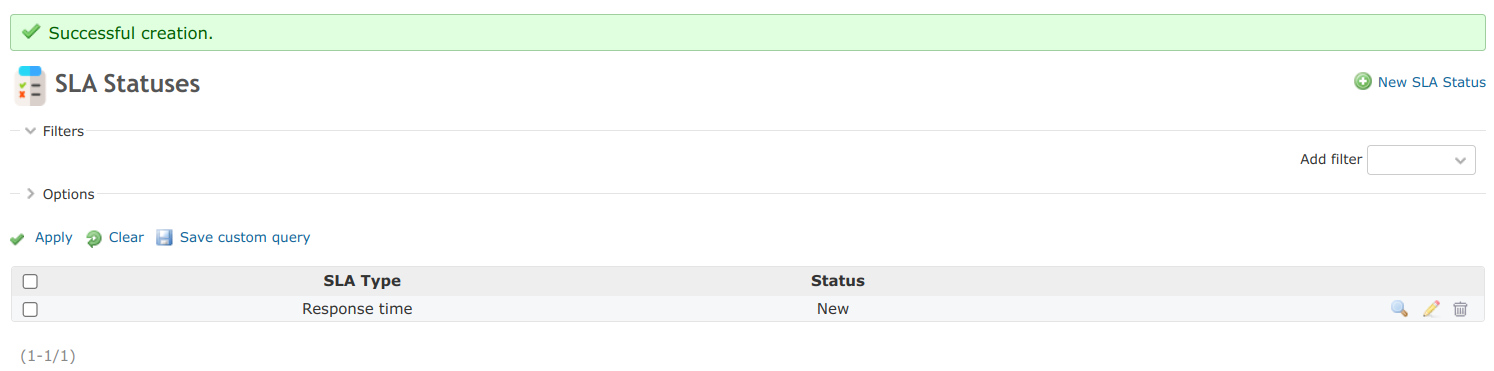 Successful creation.
SLA Statuses
New SLA Status
Filters
Add filter
Options
Apply Clear Save custom query
SLA Type Status
Response time New
(1-1/1)